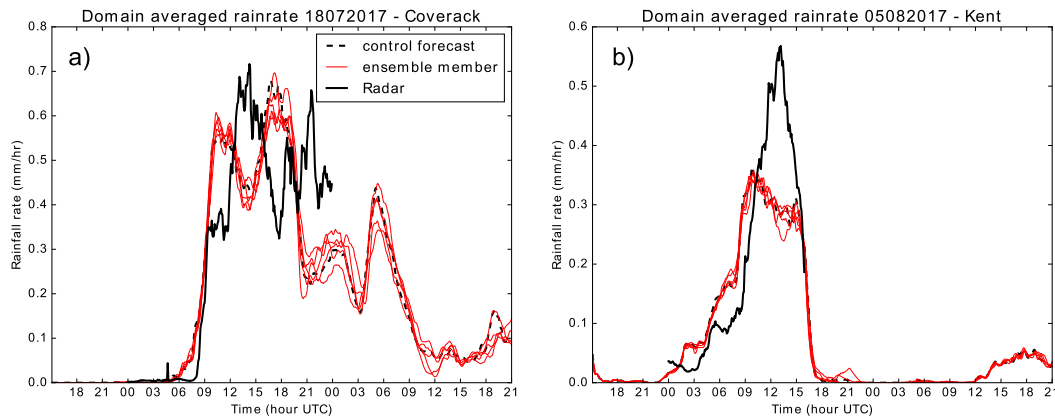 Domain averaged rainrate 18072017 - Coverack
a)
control forecast
ensemble member
Radar
Rainfall rate (mm/hr)
0.8
0.7
0.6
0.5
0.4
0.3
0.2
0.1
0.0
18 21 00 03 06 09 12 15 18 21 00 03 06 09 12 15 18 21
Time (hour UTC)
Domain averaged rainrate 05082017 - Kent
b)
Rainfall rate (mm/hr)
0.6
0.5
0.4
0.3
0.2
0.1
0.0
18 21 00 03 06 09 12 15 18 21 00 03 06 09 12 15 18 21
Time (hour UTC)